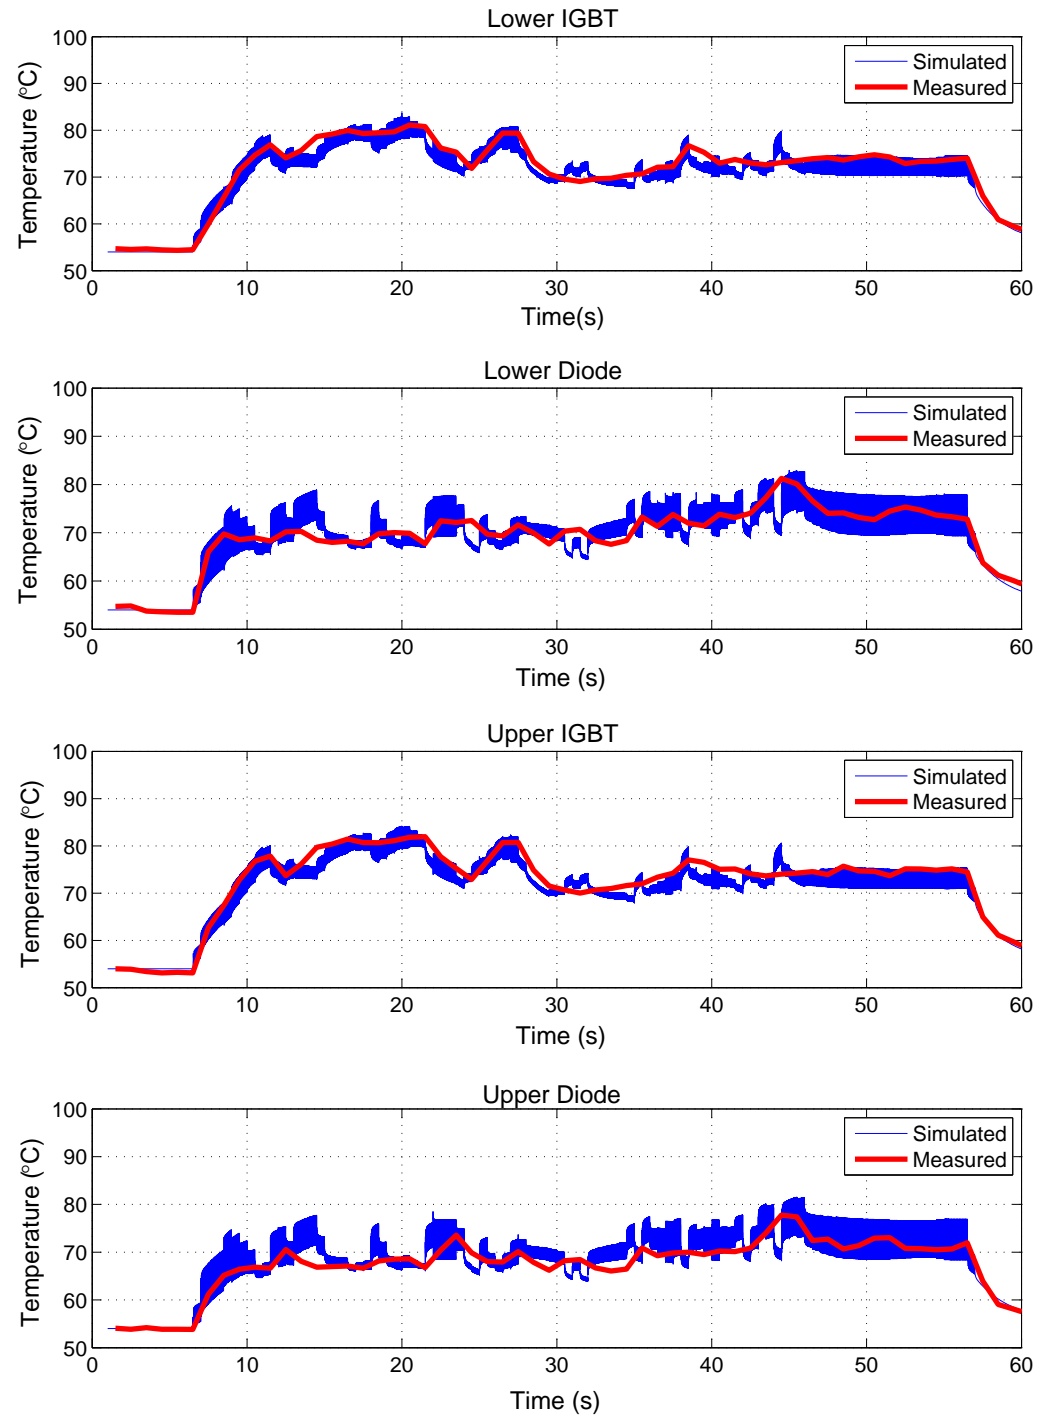 Lower IGBT
100
90
80
70
60
50
Temperature (°C)
Simulated
Measured
0 10 20 30 40 50 60
Time(s)
Lower Diode
100
90
80
70
60
50
Temperature (°C)
Simulated
Measured
0 10 20 30 40 50 60
Time (s)
Upper IGBT
100
90
80
70
60
50
Temperature (°C)
Simulated
Measured
0 10 20 30 40 50 60
Time (s)
Upper Diode
100
90
80
70
60
50
Temperature (°C)
Simulated
Measured
0 10 20 30 40 50 60
Time (s)